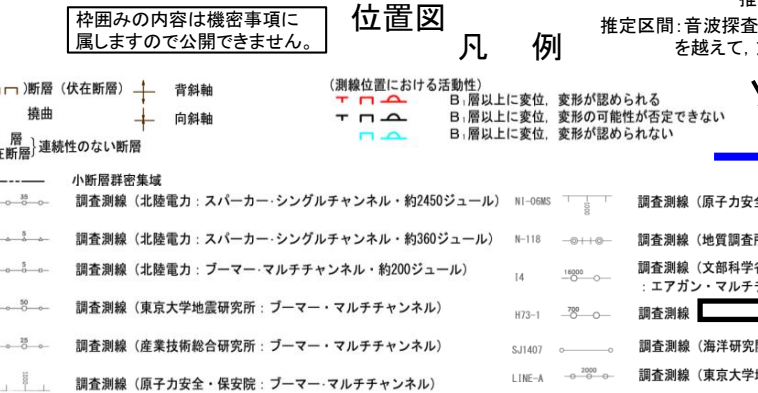 枠囲みの内容は機密事項に
属しますので公開できません。
位置図
凡 例
推定区間:音波探査
を越えて,
)断層(伏在断層)
背斜軸
撓曲
向斜軸
層
在断層}連続性のない断層
(測線位置における活動性)
B₁層以上に変位,変形が認められる
B₁層以上に変位,変形の可能性が否定できない
B₁層以上に変位,変形が認められない
小断層群密集域
35 調査測線(北陸電力:スパーカー・シングルチャンネル・約2450ジュール)
5 調査測線(北陸電力:スパーカー・シングルチャンネル・約360ジュール)
5 調査測線(北陸電力:ブーマー・マルチチャンネル・約200ジュール)
50 調査測線(東京大学地震研究所:ブーマー・マルチチャンネル)
25 調査測線(産業技術総合研究所:ブーマー・マルチチャンネル)
調査測線(原子力安全・保安院:ブーマー・マルチチャンネル)
NI-06MS 調査測線(原子力安全
N-118 調査測線(地質調査所
I4 16000 調査測線(文部科学省
:エアガン・マルチチ
H73-1 700 調査測線
SJ1407 調査測線(海洋研究開
LINE-A 2000 調査測線(東京大学地